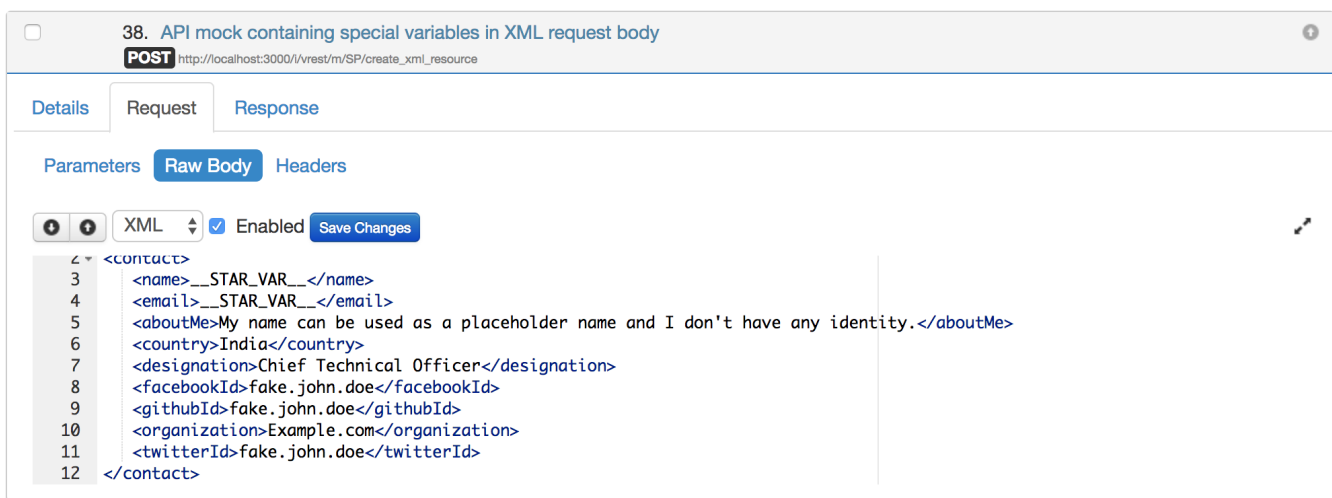 38. API mock containing special variables in XML request body
POST http://localhost:3000/i/vrest/m/SP/create_xml_resource
Details Request Response
Parameters Raw Body Headers
XML Enabled Save Changes
2 <contact>
3 <name>__STAR_VAR__</name>
4 <email>__STAR_VAR__</email>
5 <aboutMe>My name can be used as a placeholder name and I don't have any identity.</aboutMe>
6 <country>India</country>
7 <designation>Chief Technical Officer</designation>
8 <facebookId>fake.john.doe</facebookId>
9 <githubId>fake.john.doe</githubId>
10 <organization>Example.com</organization>
11 <twitterId>fake.john.doe</twitterId>
12 </contact>